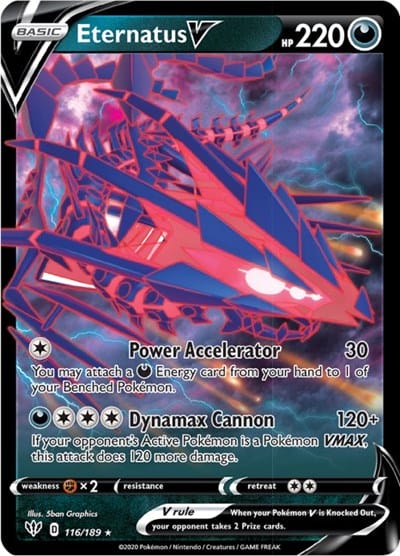 BASIC
Eternatus V
HP 220
Power Accelerator 30
You may attach a Energy card from your hand to 1 of
your Benched Pokémon.
Dynamax Cannon 120+
If your opponent's Active Pokémon is a Pokémon VMAX,
this attack does 120 more damage.
weakness ×2 resistance retreat
Illus. 5ban Graphics
D 116/189 ★
V rule
When your Pokémon V is Knocked Out,
your opponent takes 2 Prize cards.
©2020 Pokémon / Nintendo / Creatures / GAME FREAK